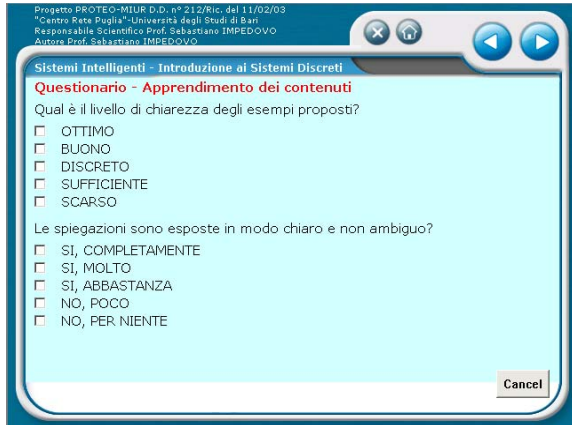 Progetto PROTEO-MIUR D.D. n° 212/Ric. del 11/02/03
"Centro Rete Puglia"-Università degli Studi di Bari
Responsabile Scientifico Prof. Sebastiano IMPEDOVO
Autore Prof. Sebastiano IMPEDOVO
Sistemi Intelligenti - Introduzione ai Sistemi Discreti
Questionario - Apprendimento dei contenuti
Qual è il livello di chiarezza degli esempi proposti?
OTTIMO
BUONO
DISCRETO
SUFFICIENTE
SCARSO
Le spiegazioni sono esposte in modo chiaro e non ambiguo?
SI, COMPLETAMENTE
SI, MOLTO
SI, ABBASTANZA
NO, POCO
NO, PER NIENTE
Cancel